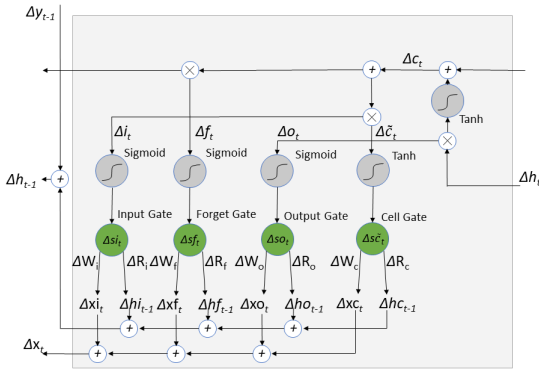 Δy_{t-1}
×
+
Δc_t
+
Tanh
×
Δi_t
Δf_t
Δo_t
Δc̃_t
×
Δh_t
Sigmoid
Sigmoid
Sigmoid
Tanh
Δh_{t-1}
+
Input Gate
Forget Gate
Output Gate
Cell Gate
Δsi_t
Δsf_t
Δso_t
Δsc̃_t
ΔW_i
ΔR_i
ΔW_f
ΔR_f
ΔW_o
ΔR_o
ΔW_c
ΔR_c
Δxi_t
Δhi_{t-1}
Δxf_t
Δhf_{t-1}
Δxo_t
Δho_{t-1}
Δxc_t
Δhc_{t-1}
+
+
+
Δx_t
+
+
+